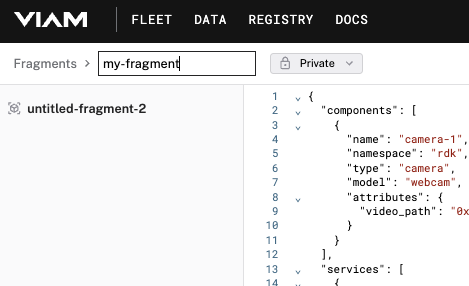 VIAM FLEET DATA REGISTRY DOCS
Fragments > my-fragment Private
untitled-fragment-2
1 {
2 "components": [
3 {
4 "name": "camera-1",
5 "namespace": "rdk",
6 "type": "camera",
7 "model": "webcam",
8 "attributes": {
9 "video_path": "0x
10 }
11 }
12 ],
13 "services": [
14 {